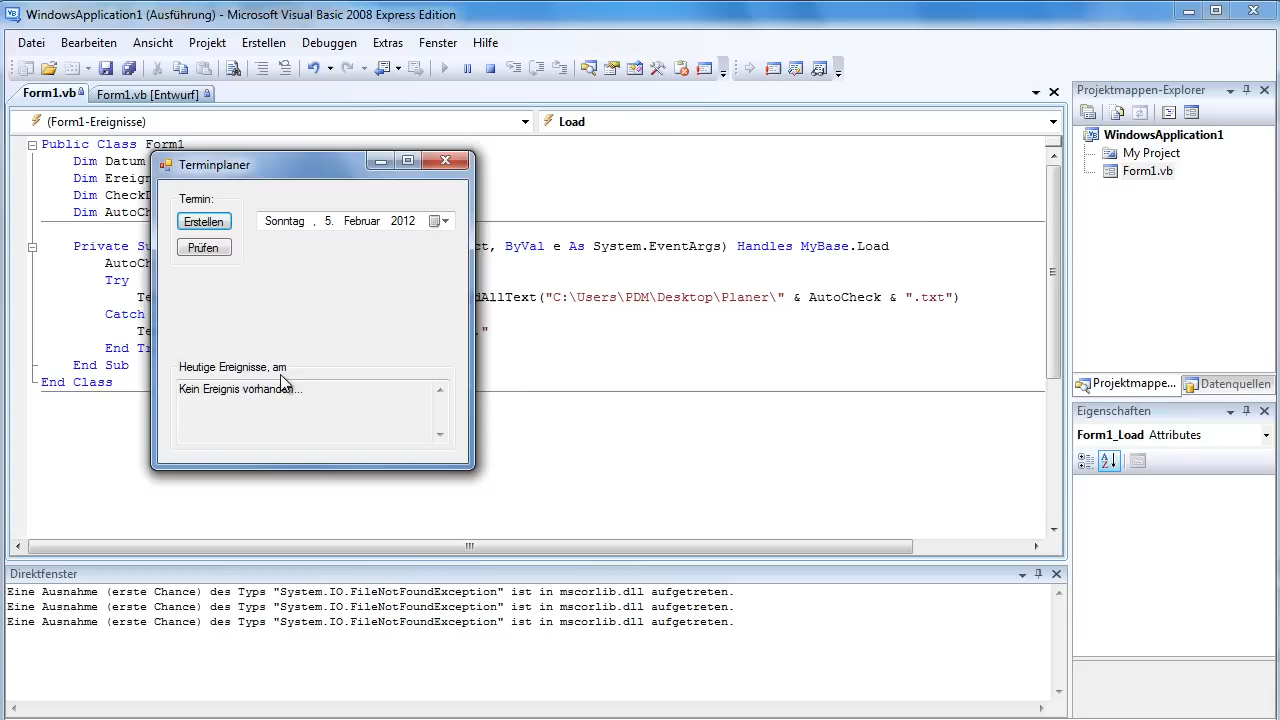 WindowsApplication1 (Ausführung) - Microsoft Visual Basic 2008 Express Edition
Datei Bearbeiten Ansicht Projekt Erstellen Debuggen Extras Fenster Hilfe
Form1.vb Form1.vb [Entwurf]
(Form1-Ereignisse) Load
Public Class Form1
Dim Datum
Dim Ereign
Dim CheckD
Dim AutoCh
Private Su ct, ByVal e As System.EventArgs) Handles MyBase.Load
AutoCh
Try
Te dAllText("C:\Users\PDM\Desktop\Planer\" & AutoCheck & ".txt")
Catch
Te ."
End Tr
End Sub
End Class
Terminplaner
Termin:
Erstellen
Sonntag , 5. Februar 2012
Prüfen
Heutige Ereignisse, am
Kein Ereignis vorhanden...
Projektmappen-Explorer
WindowsApplication1
My Project
Form1.vb
Projektmappe... Datenquellen
Eigenschaften
Form1_Load Attributes
Direktfenster
Eine Ausnahme (erste Chance) des Typs "System.IO.FileNotFoundException" ist in mscorlib.dll aufgetreten.
Eine Ausnahme (erste Chance) des Typs "System.IO.FileNotFoundException" ist in mscorlib.dll aufgetreten.
Eine Ausnahme (erste Chance) des Typs "System.IO.FileNotFoundException" ist in mscorlib.dll aufgetreten.